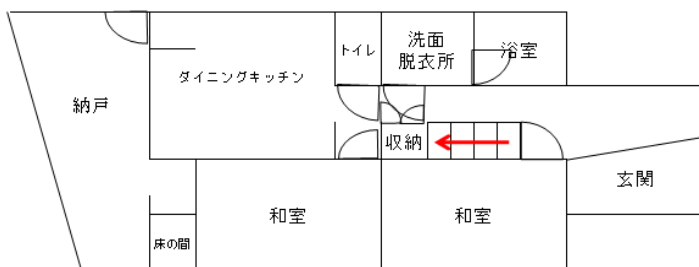 トイレ
洗面
脱衣所
浴室
ダイニングキッチン
納戸
収納
玄関
和室
和室
床の間